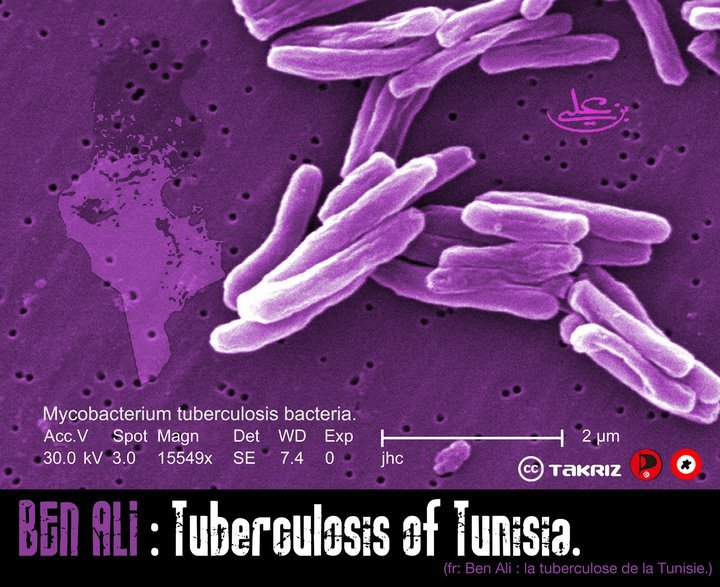 بن علي
Mycobacterium tuberculosis bacteria.
Acc.V Spot Magn Det WD Exp
30.0 kV 3.0 15549x SE 7.4 0 jhc 2 µm
cc TAKRIZ
BEN ALI : Tuberculosis of Tunisia.
(fr: Ben Ali : la tuberculose de la Tunisie.)